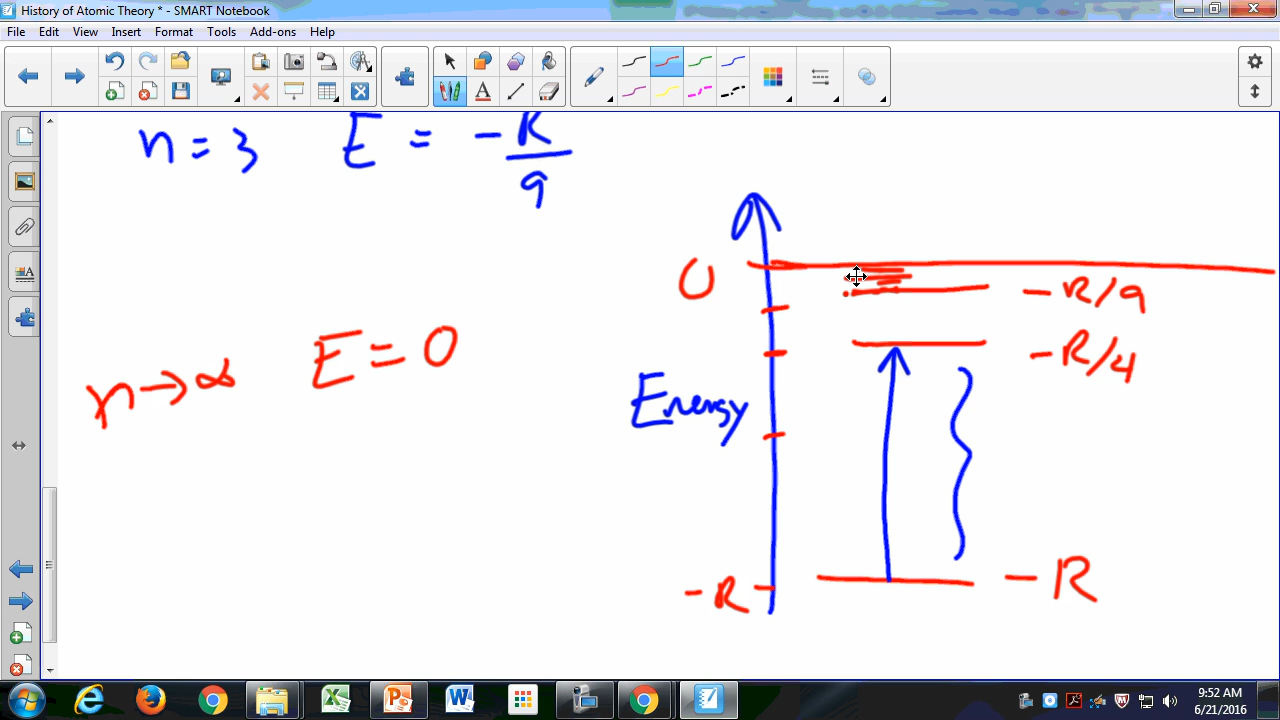 History of Atomic Theory * - SMART Notebook
File Edit View Insert Format Tools Add-ons Help
n = 3 E = -R/9
0
-R/9
n → ∞ E = 0
-R/4
Energy
-R
-R
9:52 AM
6/21/2016